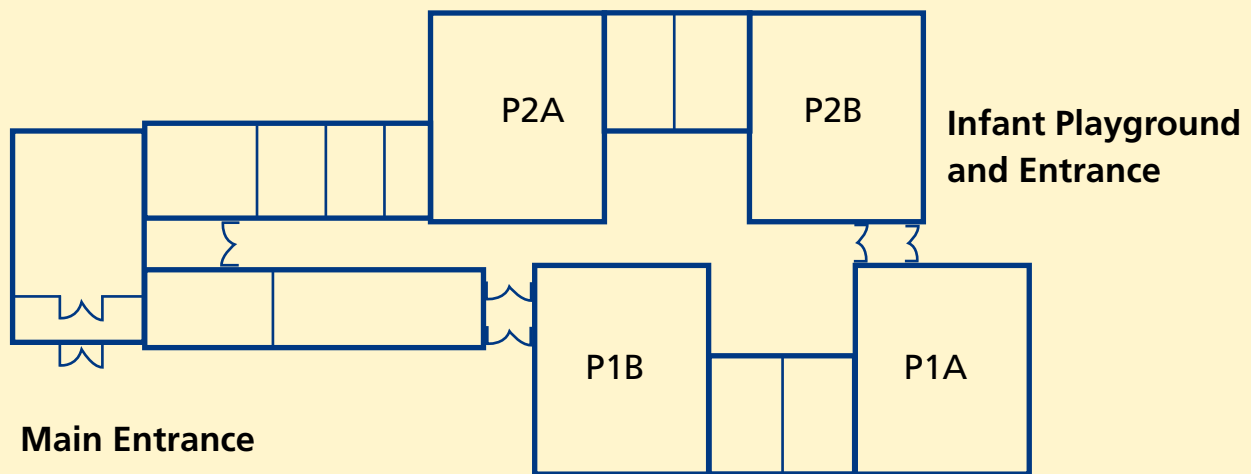 P2A
P2B
Infant Playground
and Entrance
P1B
P1A
Main Entrance